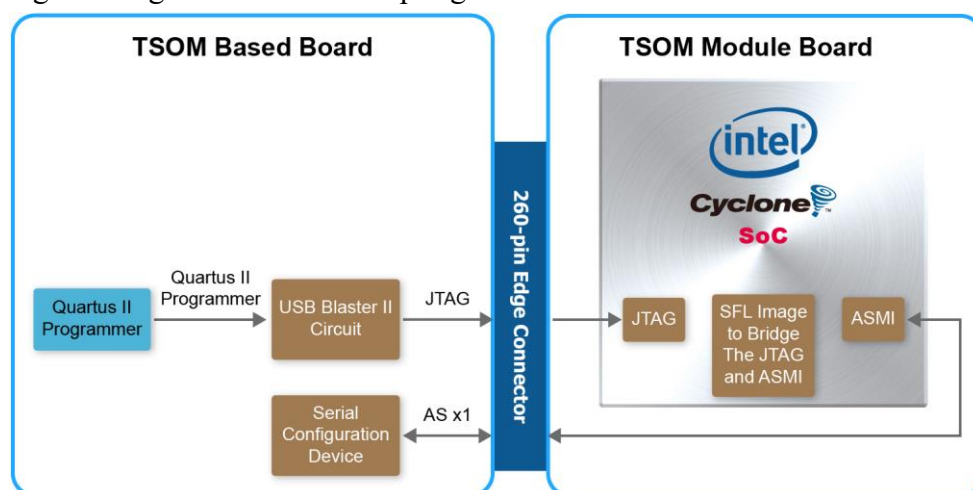 TSOM Based Board
TSOM Module Board
intel
Cyclone
SoC
260-pin Edge Connector
Quartus II
Programmer
Quartus II
Programmer
USB Blaster II
Circuit
JTAG
JTAG
SFL Image
to Bridge
The JTAG
and ASMI
ASMI
Serial
Configuration
Device
AS x1